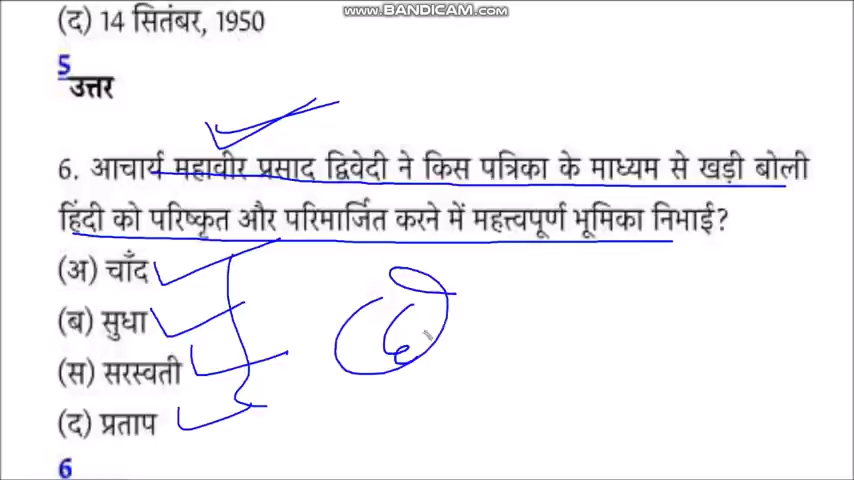 www.BANDICAM.com
(द) 14 सितंबर, 1950
5
उत्तर
6. आचार्य महावीर प्रसाद द्विवेदी ने किस पत्रिका के माध्यम से खड़ी बोली
हिंदी को परिष्कृत और परिमार्जित करने में महत्त्वपूर्ण भूमिका निभाई?
(अ) चाँद
(ब) सुधा
(स) सरस्वती
(द) प्रताप
6